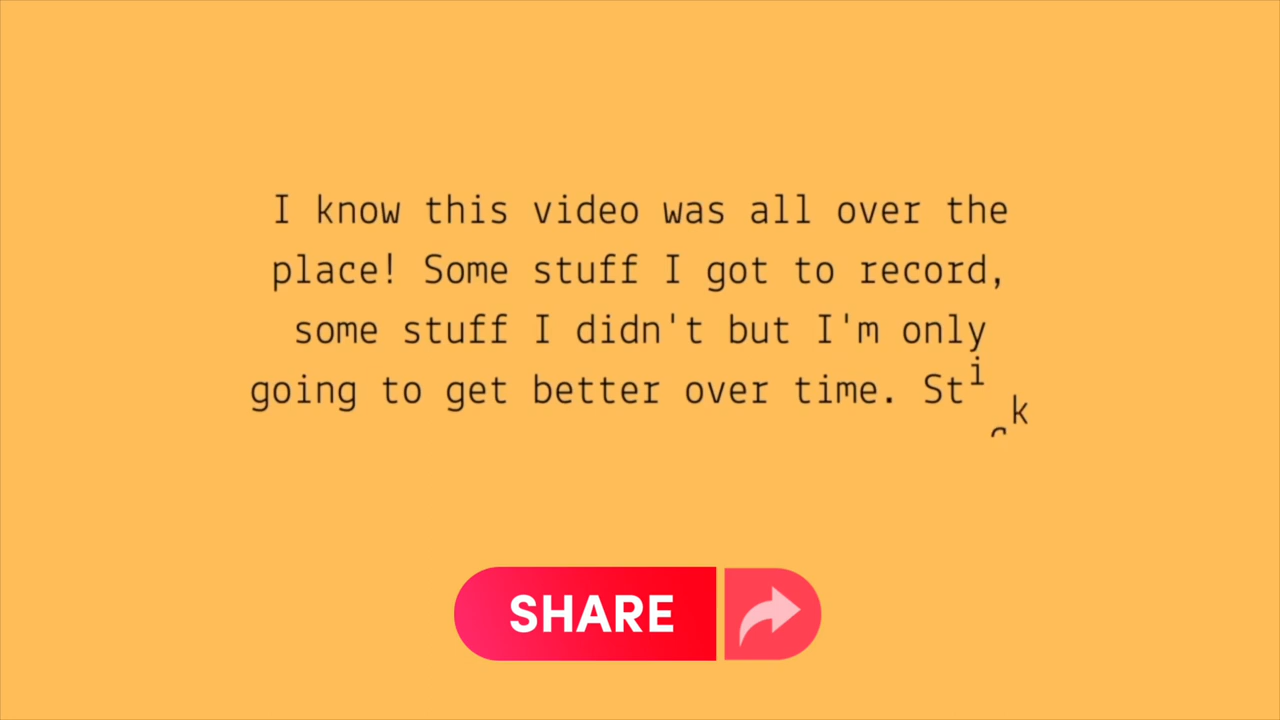 I know this video was all over the
place! Some stuff I got to record,
some stuff I didn't but I'm only
going to get better over time. Stick
SHARE